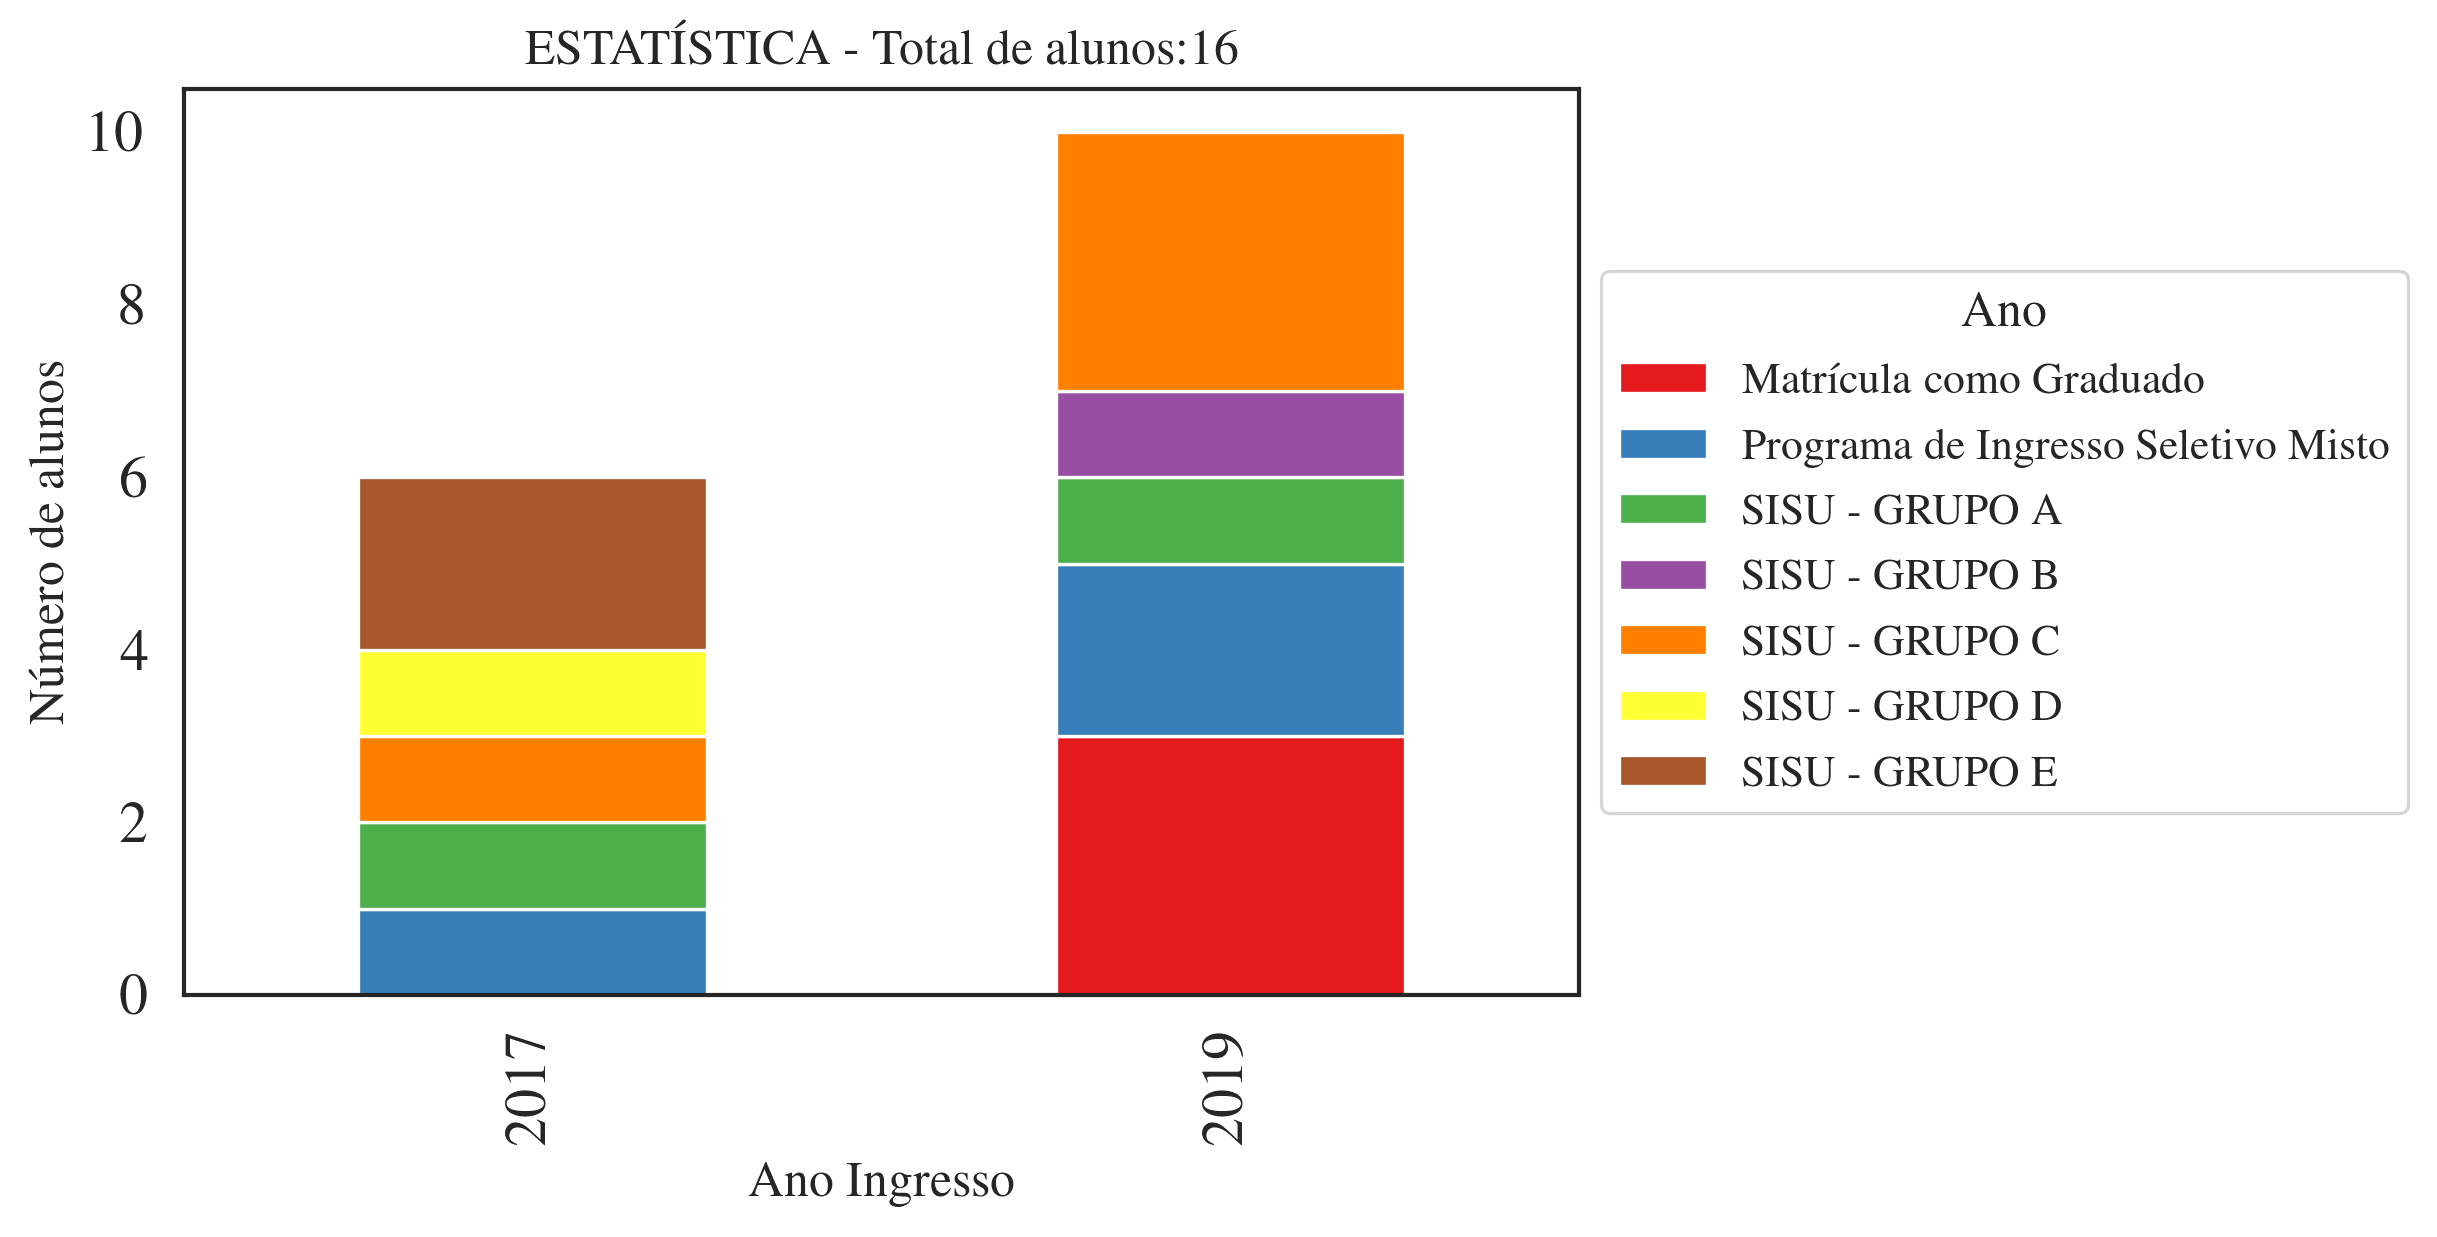 ESTATÍSTICA - Total de alunos:16
Número de alunos
10
8
6
4
2
0
2017
2019
Ano Ingresso
Ano
Matrícula como Graduado
Programa de Ingresso Seletivo Misto
SISU - GRUPO A
SISU - GRUPO B
SISU - GRUPO C
SISU - GRUPO D
SISU - GRUPO E